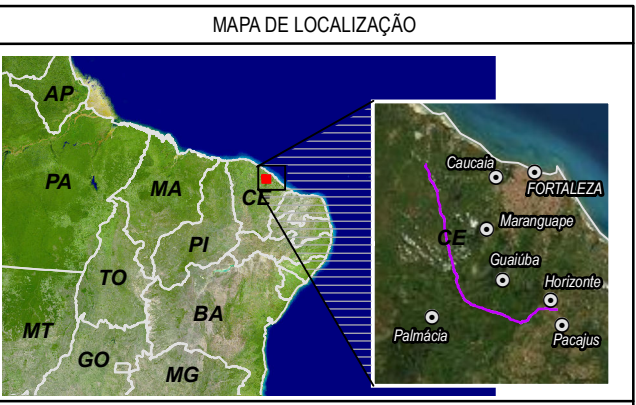 MAPA DE LOCALIZAÇÃO
AP
PA
MA
CE
PI
TO
BA
MT
GO
MG
Caucaia
FORTALEZA
Maranguape
CE
Guaiúba
Horizonte
Palmácia
Pacajus